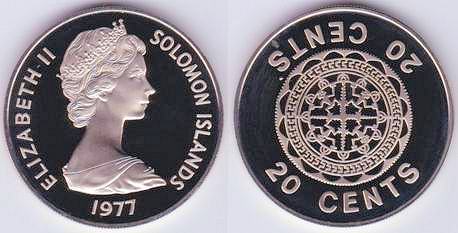 ELIZABETH·II
SOLOMON ISLANDS
1977
20 CENTS
20 CENTS